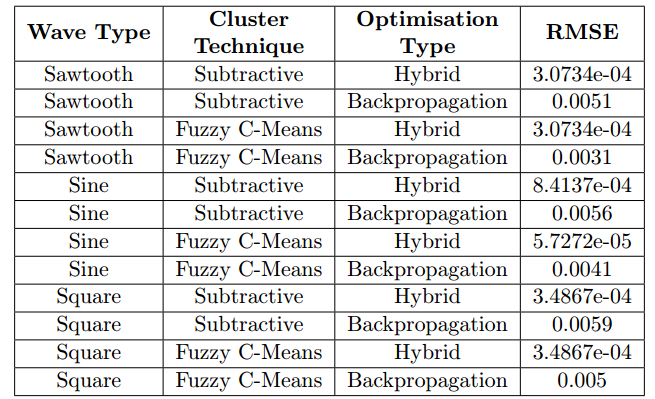 Wave Type Cluster Technique Optimisation Type RMSE
Sawtooth Subtractive Hybrid 3.0734e-04
Sawtooth Subtractive Backpropagation 0.0051
Sawtooth Fuzzy C-Means Hybrid 3.0734e-04
Sawtooth Fuzzy C-Means Backpropagation 0.0031
Sine Subtractive Hybrid 8.4137e-04
Sine Subtractive Backpropagation 0.0056
Sine Fuzzy C-Means Hybrid 5.7272e-05
Sine Fuzzy C-Means Backpropagation 0.0041
Square Subtractive Hybrid 3.4867e-04
Square Subtractive Backpropagation 0.0059
Square Fuzzy C-Means Hybrid 3.4867e-04
Square Fuzzy C-Means Backpropagation 0.005